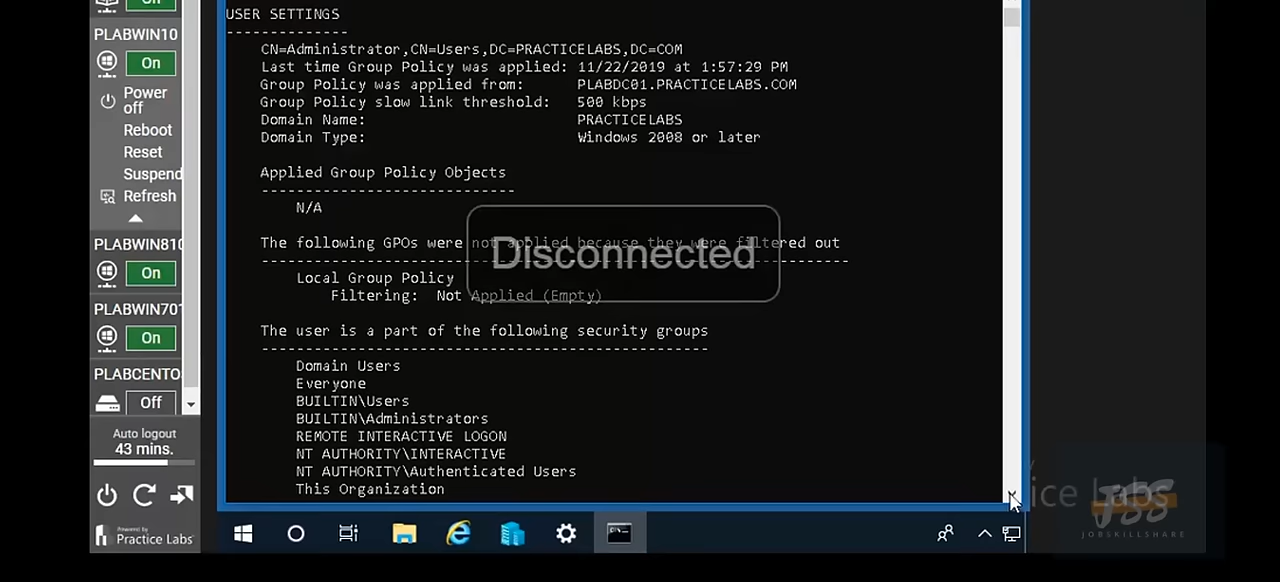 On
PLABWIN10
On
Power
off
Reboot
Reset
Suspend
Refresh
PLABWIN810
On
PLABWIN701
On
PLABCENTO
Off
Auto logout
43 mins.
Powered by
Practice Labs
USER SETTINGS
--------------
CN=Administrator,CN=Users,DC=PRACTICELABS,DC=COM
Last time Group Policy was applied: 11/22/2019 at 1:57:29 PM
Group Policy was applied from: PLABDC01.PRACTICELABS.COM
Group Policy slow link threshold: 500 kbps
Domain Name: PRACTICELABS
Domain Type: Windows 2008 or later
Applied Group Policy Objects
-----------------------------
N/A
The following GPOs were not applied because they were filtered out
-------------------------------------------------------------------
Disconnected
Local Group Policy
Filtering: Not Applied (Empty)
The user is a part of the following security groups
---------------------------------------------------
Domain Users
Everyone
BUILTIN\Users
BUILTIN\Administrators
REMOTE INTERACTIVE LOGON
NT AUTHORITY\INTERACTIVE
NT AUTHORITY\Authenticated Users
This Organization
ice Labs
JOBSKILLSHARE